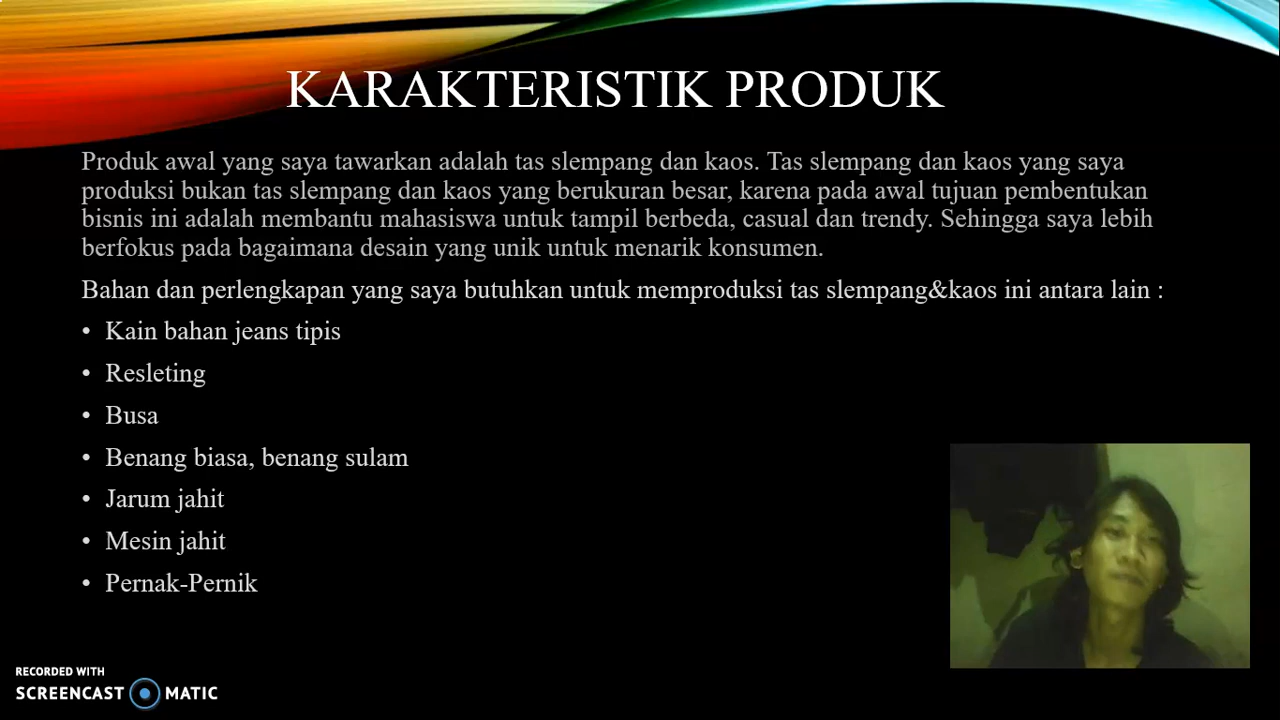 KARAKTERISTIK PRODUK
Produk awal yang saya tawarkan adalah tas slempang dan kaos. Tas slempang dan kaos yang saya
produksi bukan tas slempang dan kaos yang berukuran besar, karena pada awal tujuan pembentukan
bisnis ini adalah membantu mahasiswa untuk tampil berbeda, casual dan trendy. Sehingga saya lebih
berfokus pada bagaimana desain yang unik untuk menarik konsumen.
Bahan dan perlengkapan yang saya butuhkan untuk memproduksi tas slempang&kaos ini antara lain :
• Kain bahan jeans tipis
• Resleting
• Busa
• Benang biasa, benang sulam
• Jarum jahit
• Mesin jahit
• Pernak-Pernik
RECORDED WITH
SCREENCAST MATIC